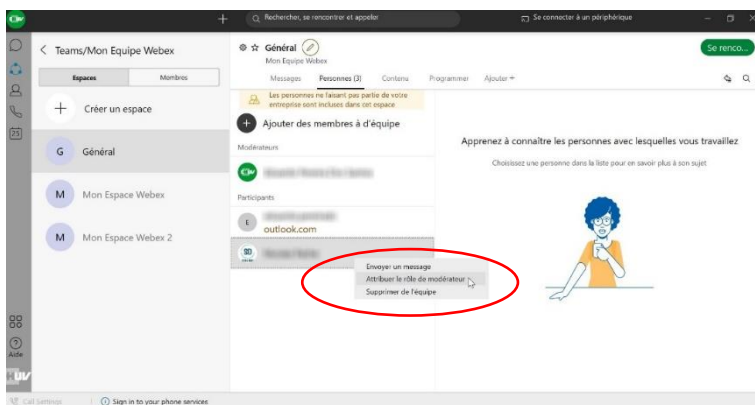 Rechercher, se rencontrer et appeler
Se connecter à un périphérique
Teams/Mon Equipe Webex
Espaces
Membres
Créer un espace
G
Général
M
Mon Espace Webex
M
Mon Espace Webex 2
Général
Mon Equipe Webex
Se renco...
Messages
Personnes (3)
Contenu
Programmer
Ajouter
Les personnes ne faisant pas partie de votre
entreprise sont incluses dans cet espace
Ajouter des membres à d'équipe
Modérateurs
Participants
E
outlook.com
Envoyer un message
Attribuer le rôle de modérateur
Supprimer de l'équipe
Apprenez à connaître les personnes avec lesquelles vous travaillez
Choisissez une personne dans la liste pour en savoir plus à son sujet
25
Aide
Call Settings
Sign in to your phone services